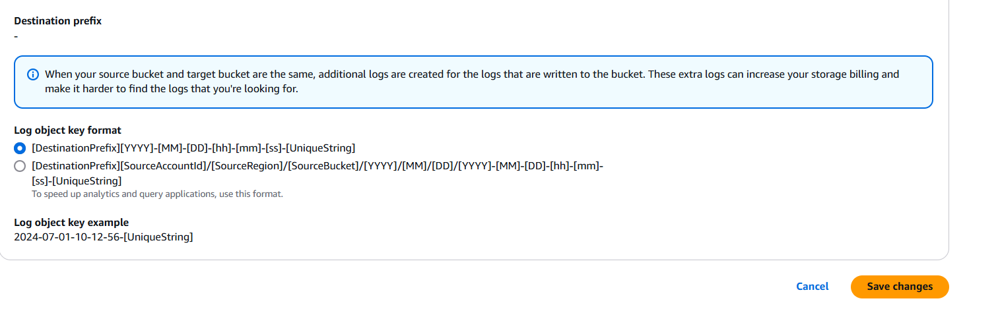 Destination prefix
-
When your source bucket and target bucket are the same, additional logs are created for the logs that are written to the bucket. These extra logs can increase your storage billing and
make it harder to find the logs that you're looking for.
Log object key format
[DestinationPrefix][YYYY]-[MM]-[DD]-[hh]-[mm]-[ss]-[UniqueString]
[DestinationPrefix][SourceAccountId]/[SourceRegion]/[SourceBucket]/[YYYY]/[MM]/[DD]/[YYYY]-[MM]-[DD]-[hh]-[mm]-
[ss]-[UniqueString]
To speed up analytics and query applications, use this format.
Log object key example
2024-07-01-10-12-56-[UniqueString]
Cancel
Save changes